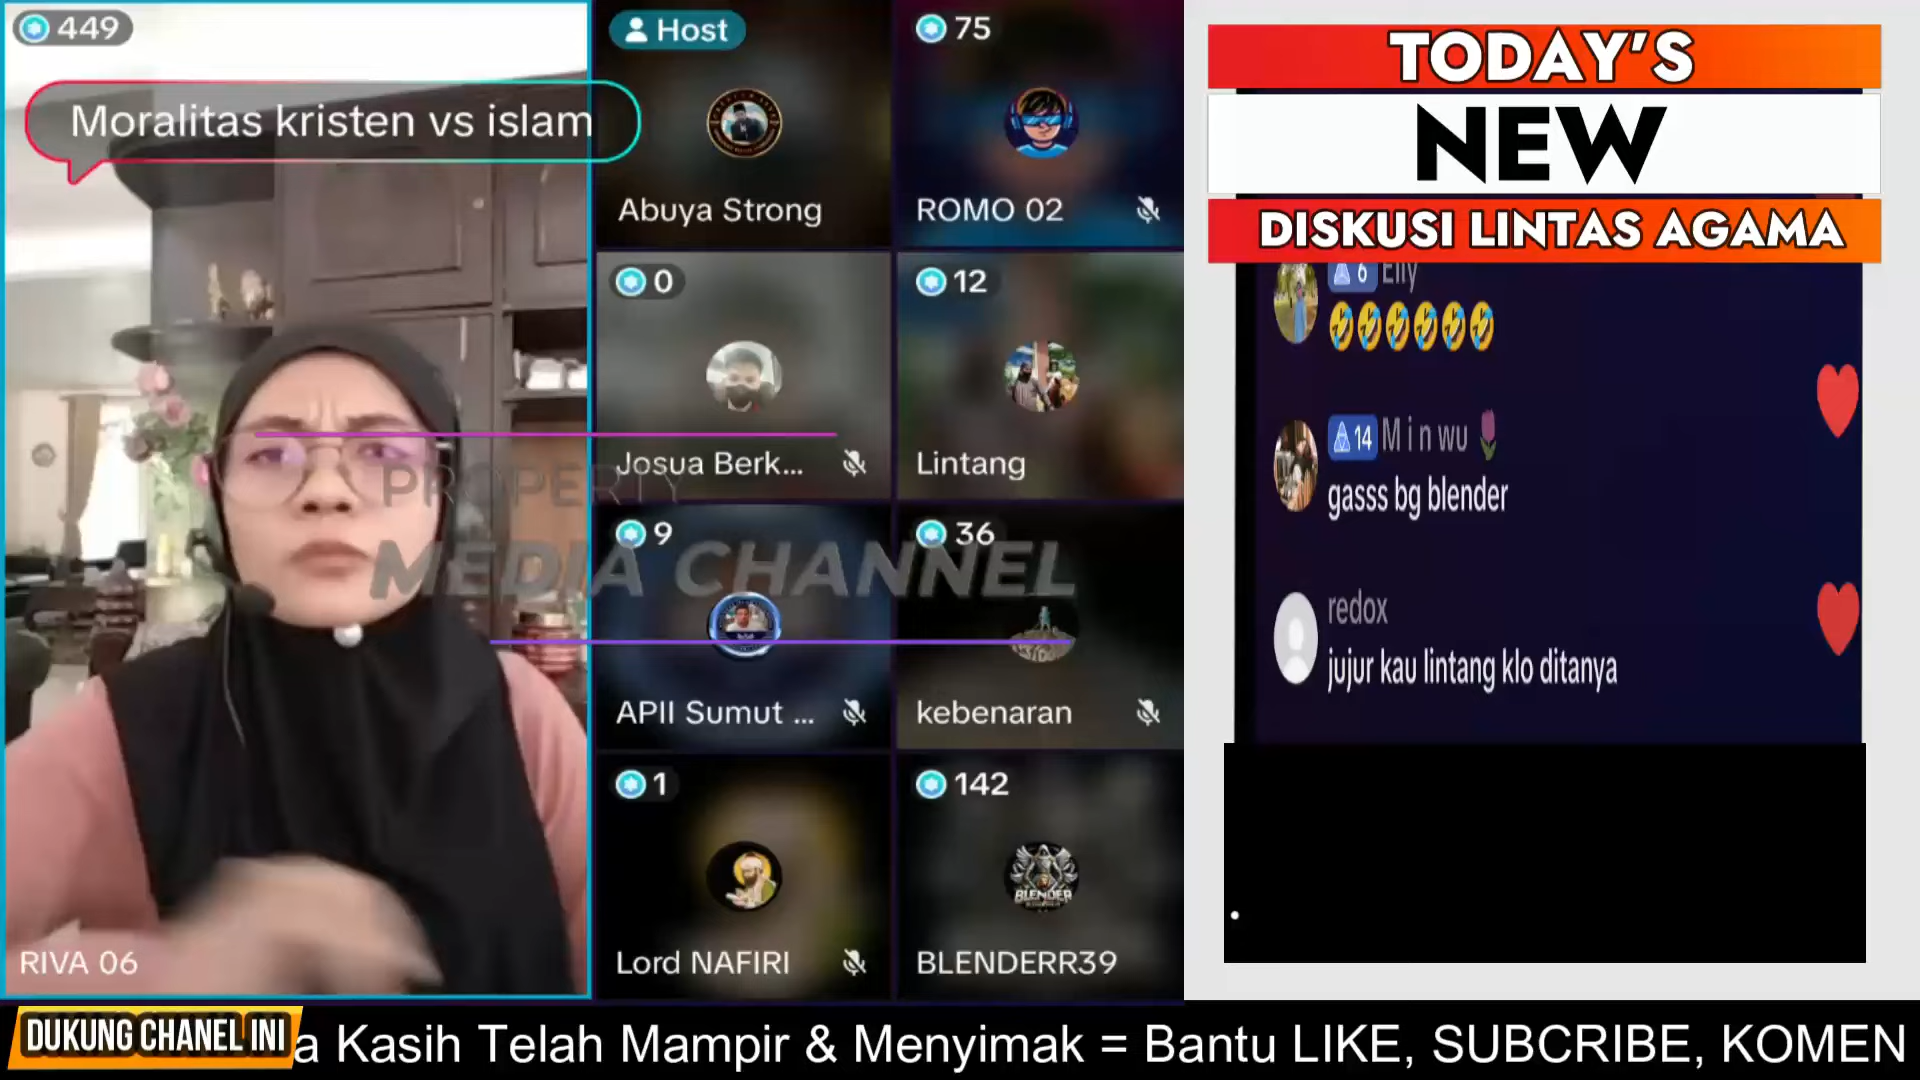 449
Moralitas kristen vs islam
RIVA 06
Host
Abuya Strong
75
ROMO 02
0
Josua Berk...
12
Lintang
9
APII Sumut ...
36
kebenaran
1
Lord NAFIRI
142
BLENDER
BLENDERR39
PROPERTY
MEDIA CHANNEL
TODAY'S
NEW
DISKUSI LINTAS AGAMA
6 Elly
🤣🤣🤣🤣🤣🤣
14 M i n wu🌷
gasss bg blender
redox
jujur kau lintang klo ditanya
DUKUNG CHANEL INI
a Kasih Telah Mampir & Menyimak = Bantu LIKE, SUBCRIBE, KOMEN